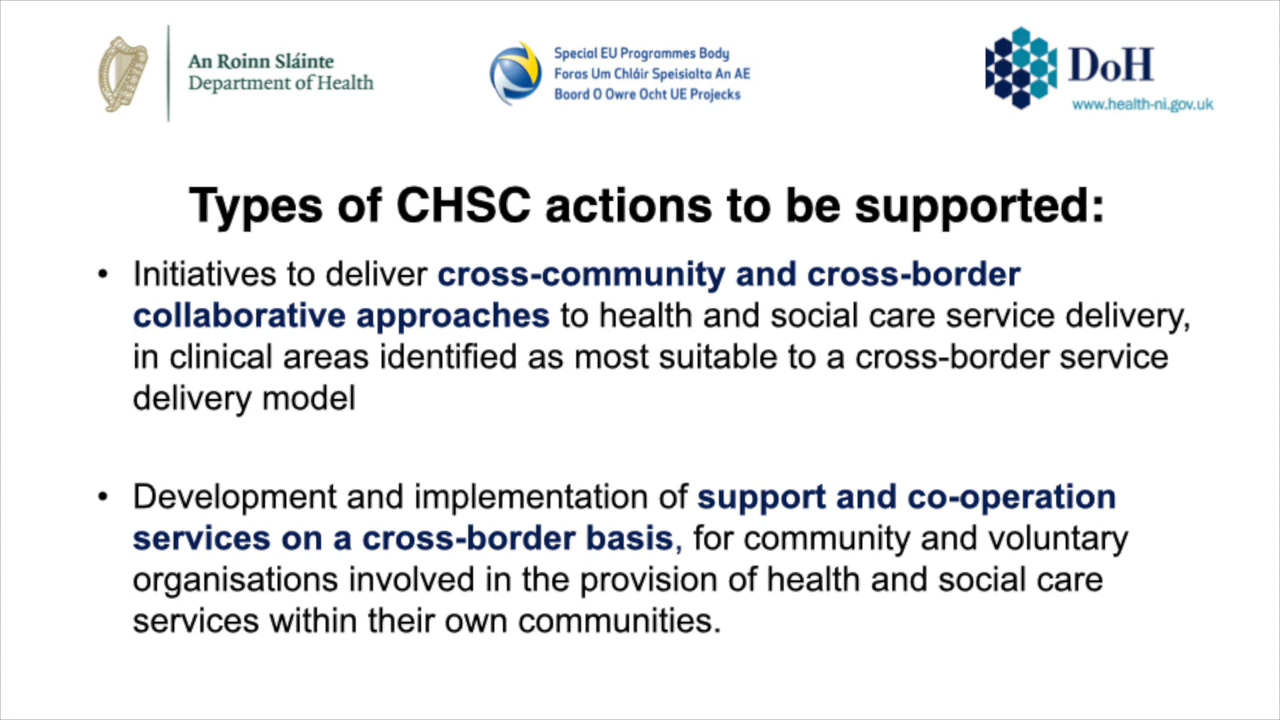 An Roinn Sláinte
Department of Health
Special EU Programmes Body
Foras Um Chláir Speisialta An AE
Boord O Owre Ocht UE Projecks
DoH
www.health-ni.gov.uk
Types of CHSC actions to be supported:
• Initiatives to deliver cross-community and cross-border
collaborative approaches to health and social care service delivery,
in clinical areas identified as most suitable to a cross-border service
delivery model
• Development and implementation of support and co-operation
services on a cross-border basis, for community and voluntary
organisations involved in the provision of health and social care
services within their own communities.